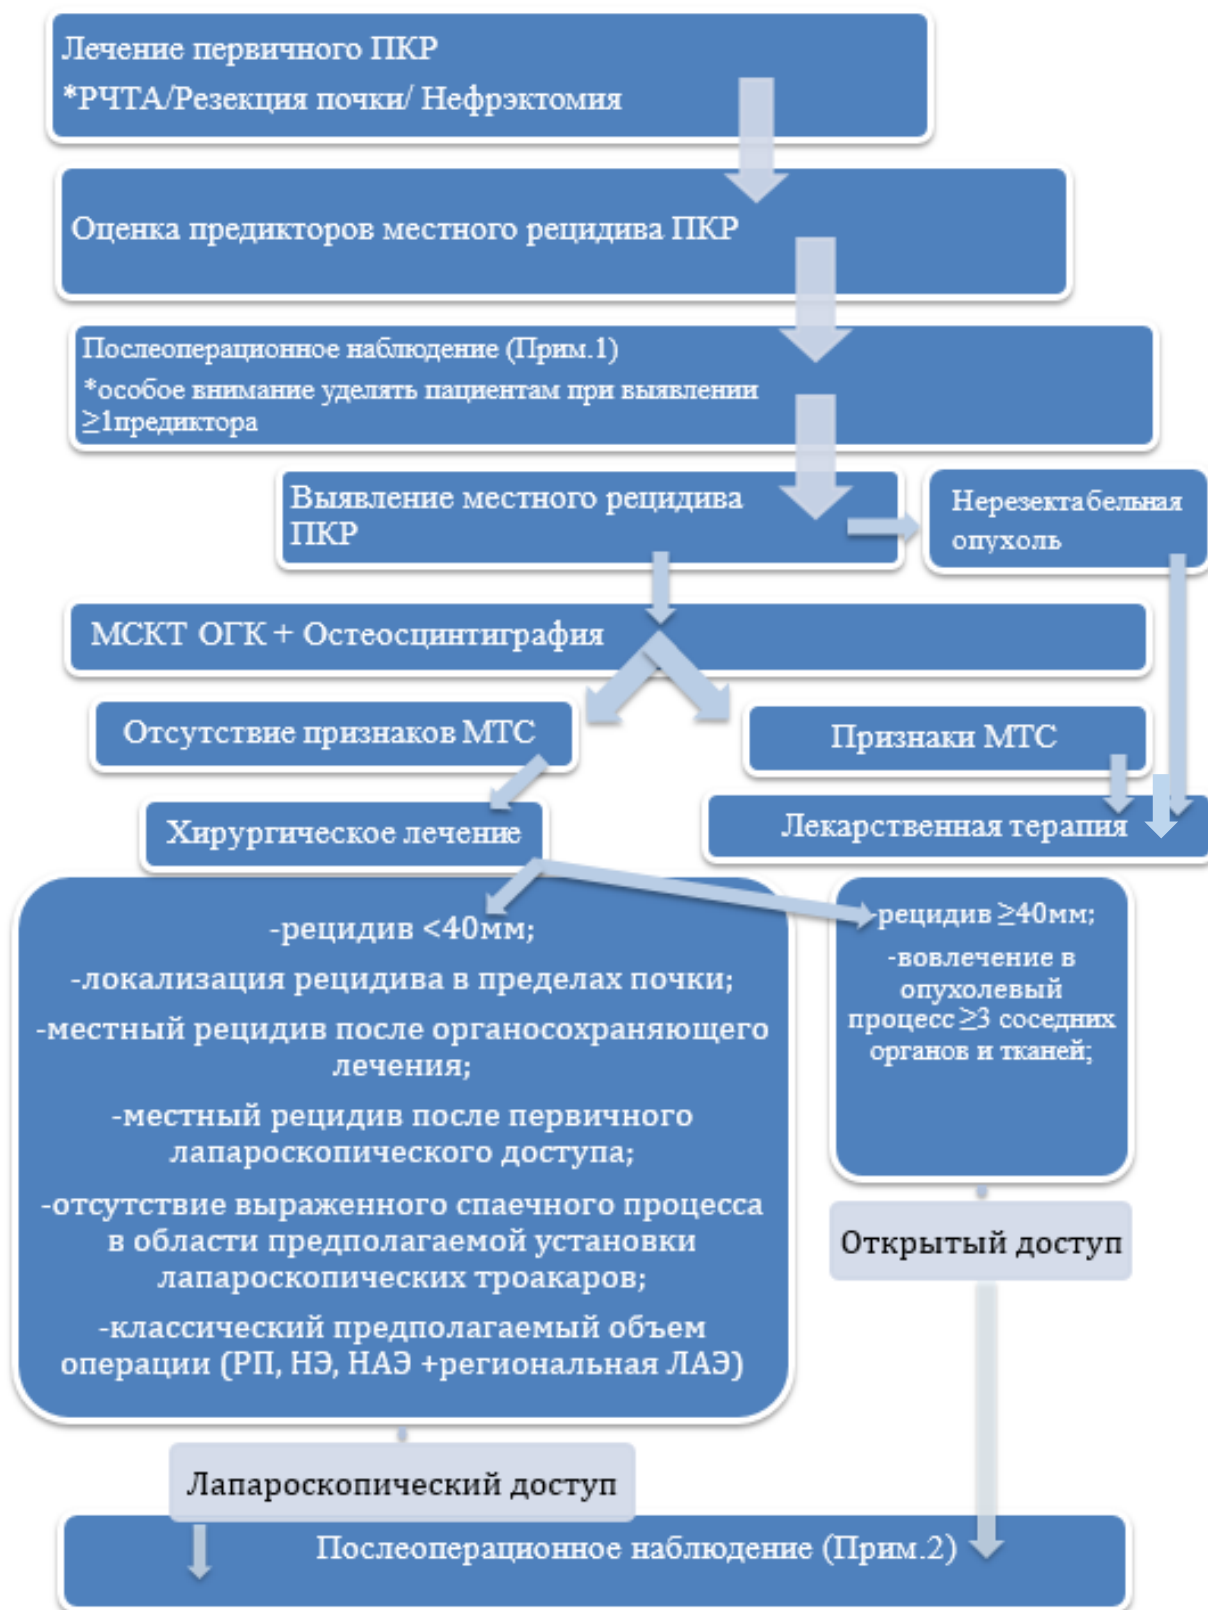 Лечение первичного ПКР
*РЧТА/Резекция почки/ Нефрэктомия
Оценка предикторов местного рецидива ПКР
Послеоперационное наблюдение (Прим.1)
*особое внимание уделять пациентам при выявлении
≥1предиктора
Выявление местного рецидива
ПКР
Нерезектабельная
опухоль
МСКТ ОГК + Остеосцинтиграфия
Отсутствие признаков МТС
Признаки МТС
Хирургическое лечение
Лекарственная терапия
-рецидив <40мм;
-локализация рецидива в пределах почки;
-местный рецидив после органосохраняющего
лечения;
-местный рецидив после первичного
лапароскопического доступа;
-отсутствие выраженного спаечного процесса
в области предполагаемой установки
лапароскопических троакаров;
-классический предполагаемый объем
операции (РП, НЭ, НАЭ +региональная ЛАЭ)
-рецидив ≥40мм;
-вовлечение в
опухолевый
процесс ≥3 соседних
органов и тканей;
Открытый доступ
Лапароскопический доступ
Послеоперационное наблюдение (Прим.2)